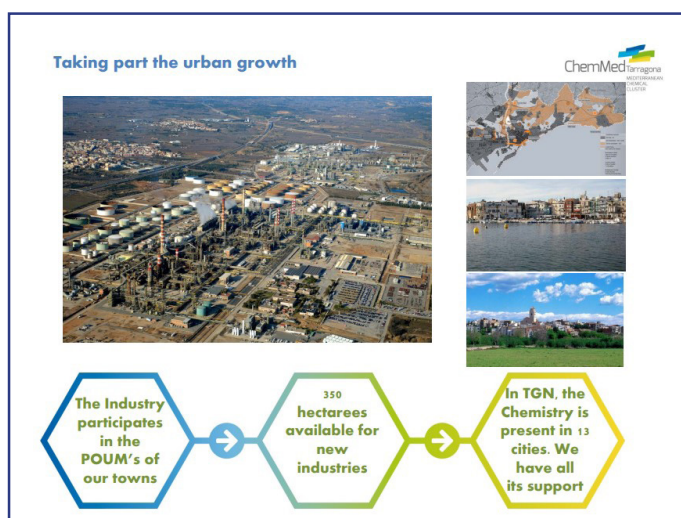 Taking part the urban growth
ChemMed Tarragona
MEDITERRANEAN
CHEMICAL
CLUSTER
The Industry
participates
in the
POUM's of
our towns
350
hectarees
available for
new
industries
In TGN, the
Chemistry is
present in 13
cities. We
have all
its support